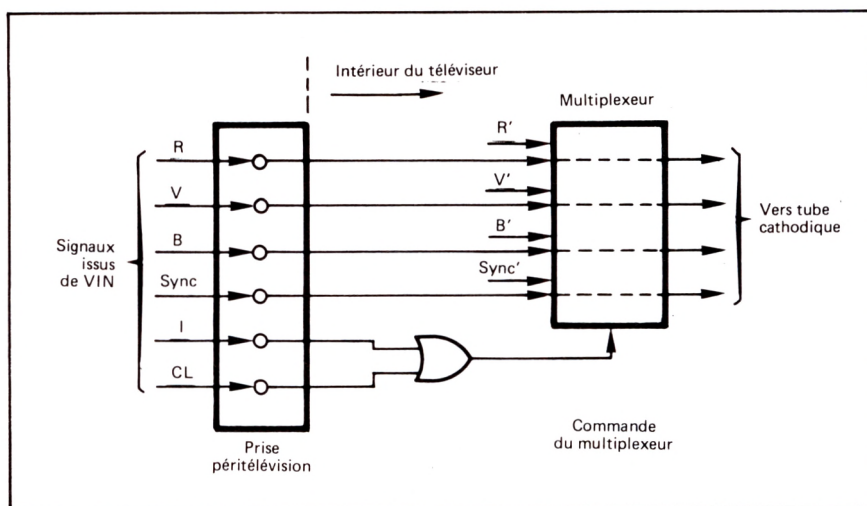 Intérieur du téléviseur
Multiplexeur
R
V
B
Sync
I
CL
Signaux
issus
de VIN
R'
V'
B'
Sync'
Vers tube
cathodique
Prise
péritélévision
Commande
du multiplexeur